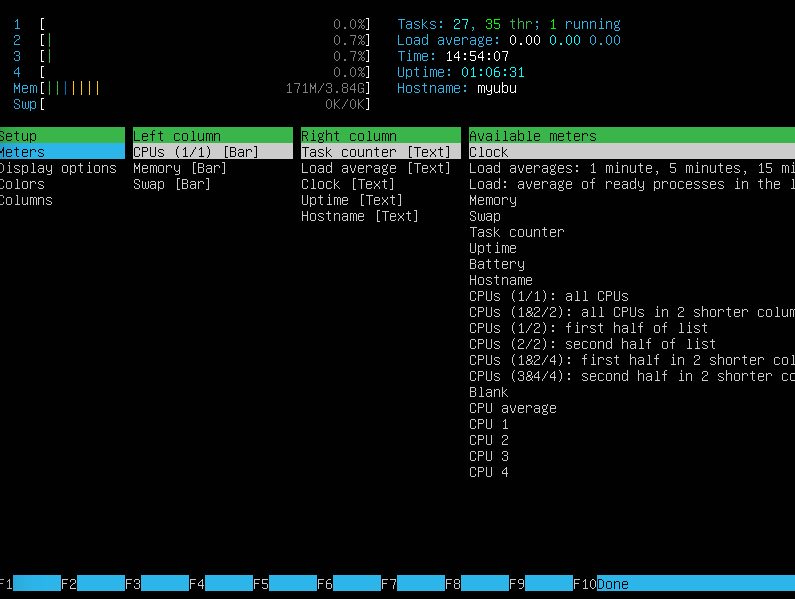 1 [ 0.0%]
2 [| 0.7%]
3 [| 0.7%]
4 [ 0.0%]
Mem[||||||| 171M/3.84G]
Swp[ 0K/0K]
Tasks: 27, 35 thr; 1 running
Load average: 0.00 0.00 0.00
Time: 14:54:07
Uptime: 01:06:31
Hostname: myubu
Setup
Meters
Display options
Colors
Columns
Left column
CPUs (1/1) [Bar]
Memory [Bar]
Swap [Bar]
Right column
Task counter [Text]
Load average [Text]
Clock [Text]
Uptime [Text]
Hostname [Text]
Available meters
Clock
Load averages: 1 minute, 5 minutes, 15 mi
Load: average of ready processes in the l
Memory
Swap
Task counter
Uptime
Battery
Hostname
CPUs (1/1): all CPUs
CPUs (1&2/2): all CPUs in 2 shorter colum
CPUs (1/2): first half of list
CPUs (2/2): second half of list
CPUs (1&2/4): first half in 2 shorter col
CPUs (3&4/4): second half in 2 shorter co
Blank
CPU average
CPU 1
CPU 2
CPU 3
CPU 4
F1 F2 F3 F4 F5 F6 F7 F8 F9 F10Done